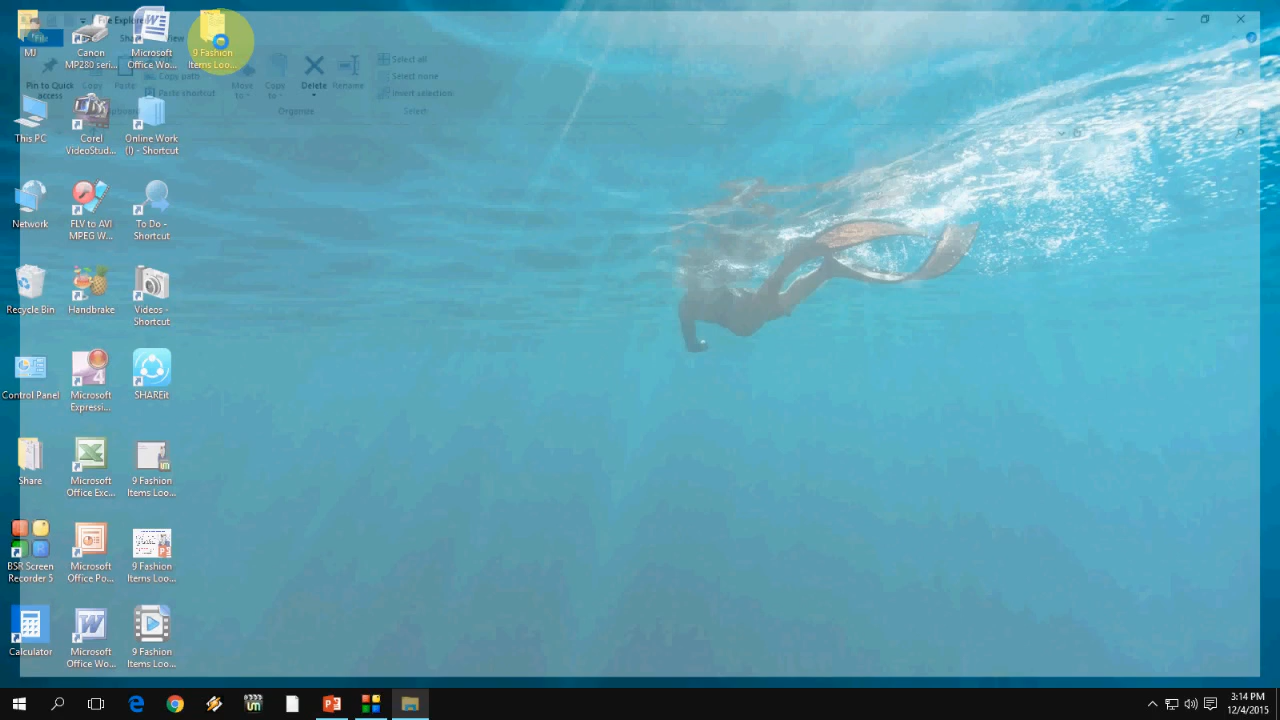 File Explorer
File
Share
View
Pin to Quick access
Copy
Paste
Copy path
Paste shortcut
Move to
Copy to
Delete
Rename
Organize
Select all
Select none
Invert selection
Select
MJ
Canon MP280 seri...
Microsoft Office Wo...
9 Fashion Items Loo...
This PC
Corel VideoStud...
Online Work (I) - Shortcut
Network
FLV to AVI MPEG W...
To Do - Shortcut
Recycle Bin
Handbrake
Videos - Shortcut
Control Panel
Microsoft Expressi...
SHAREit
Share
Microsoft Office Exc...
9 Fashion Items Loo...
BSR Screen Recorder 5
Microsoft Office Po...
9 Fashion Items Loo...
Calculator
Microsoft Office Wo...
9 Fashion Items Loo...
3:14 PM
12/4/2015